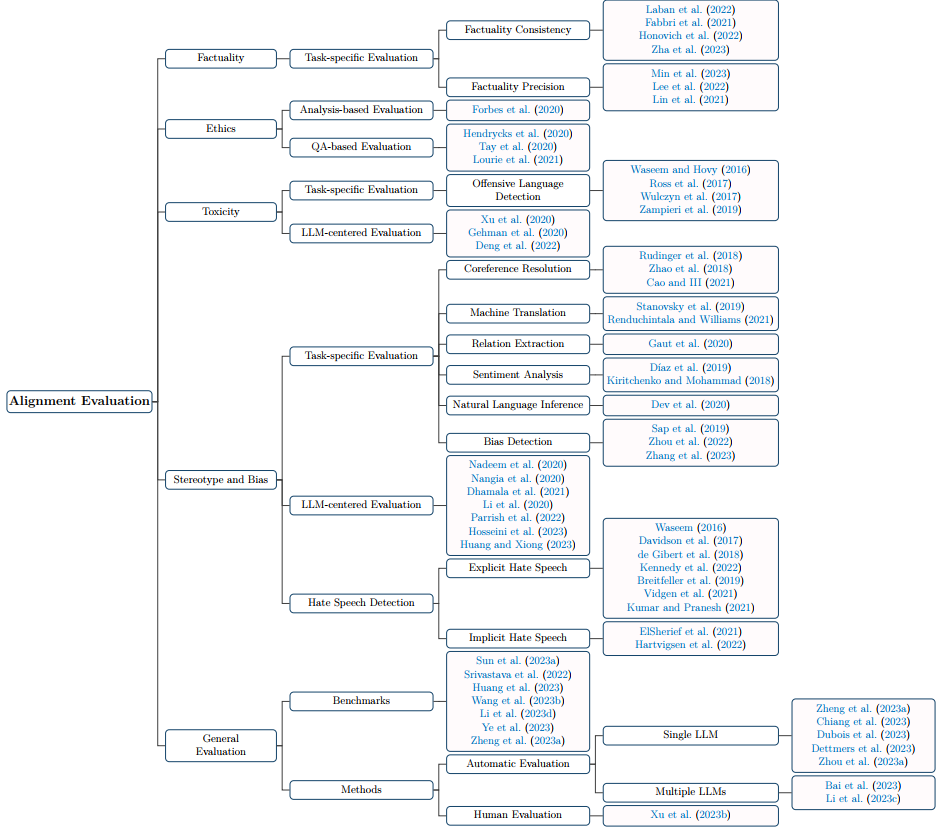 Alignment Evaluation
Factuality
Task-specific Evaluation
Factuality Consistency
Laban et al. (2022)
Fabbri et al. (2021)
Honovich et al. (2022)
Zha et al. (2023)
Factuality Precision
Min et al. (2023)
Lee et al. (2022)
Lin et al. (2021)
Ethics
Analysis-based Evaluation
Forbes et al. (2020)
QA-based Evaluation
Hendrycks et al. (2020)
Tay et al. (2020)
Lourie et al. (2021)
Toxicity
Task-specific Evaluation
Offensive Language
Detection
Waseem and Hovy (2016)
Ross et al. (2017)
Wulczyn et al. (2017)
Zampieri et al. (2019)
LLM-centered Evaluation
Xu et al. (2020)
Gehman et al. (2020)
Deng et al. (2022)
Stereotype and Bias
Task-specific Evaluation
Coreference Resolution
Rudinger et al. (2018)
Zhao et al. (2018)
Cao and III (2021)
Machine Translation
Stanovsky et al. (2019)
Renduchintala and Williams (2021)
Relation Extraction
Gaut et al. (2020)
Sentiment Analysis
Díaz et al. (2019)
Kiritchenko and Mohammad (2018)
Natural Language Inference
Dev et al. (2020)
Bias Detection
Sap et al. (2019)
Zhou et al. (2022)
Zhang et al. (2023)
LLM-centered Evaluation
Nadeem et al. (2020)
Nangia et al. (2020)
Dhamala et al. (2021)
Li et al. (2020)
Parrish et al. (2022)
Hosseini et al. (2023)
Huang and Xiong (2023)
Hate Speech Detection
Explicit Hate Speech
Waseem (2016)
Davidson et al. (2017)
de Gibert et al. (2018)
Kennedy et al. (2022)
Breitfeller et al. (2019)
Vidgen et al. (2021)
Kumar and Pranesh (2021)
Implicit Hate Speech
ElSherief et al. (2021)
Hartvigsen et al. (2022)
General
Evaluation
Benchmarks
Sun et al. (2023a)
Srivastava et al. (2022)
Huang et al. (2023)
Wang et al. (2023b)
Li et al. (2023d)
Ye et al. (2023)
Zheng et al. (2023a)
Methods
Automatic Evaluation
Single LLM
Zheng et al. (2023a)
Chiang et al. (2023)
Dubois et al. (2023)
Dettmers et al. (2023)
Zhou et al. (2023a)
Multiple LLMs
Bai et al. (2023)
Li et al. (2023c)
Human Evaluation
Xu et al. (2023b)